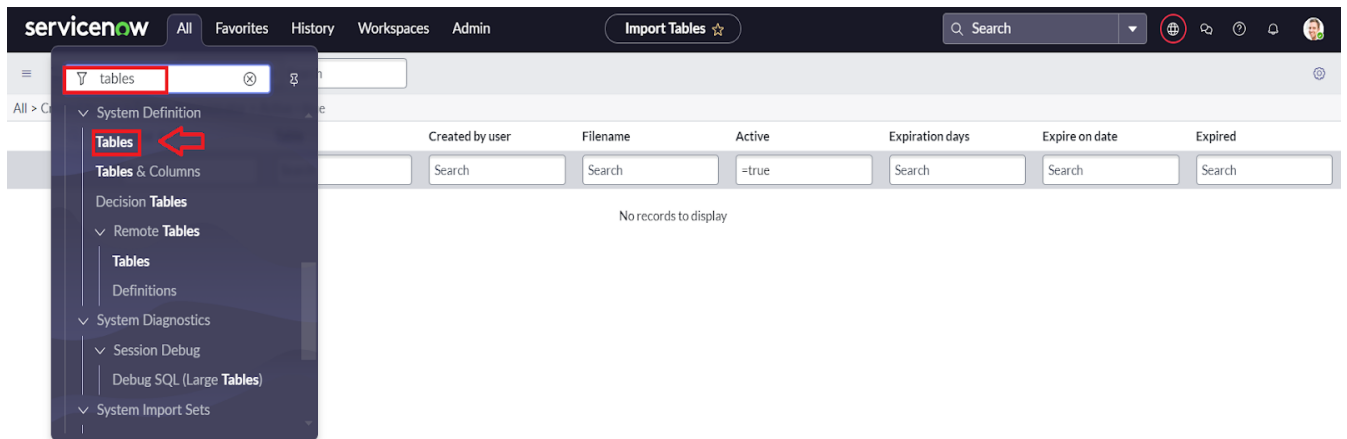 servicenow All Favorites History Workspaces Admin Import Tables Search
tables
All > Cr
Created by user Filename Active Expiration days Expire on date Expired
Search Search =true Search Search Search
No records to display
System Definition
Tables
Tables & Columns
Decision Tables
Remote Tables
Tables
Definitions
System Diagnostics
Session Debug
Debug SQL (Large Tables)
System Import Sets